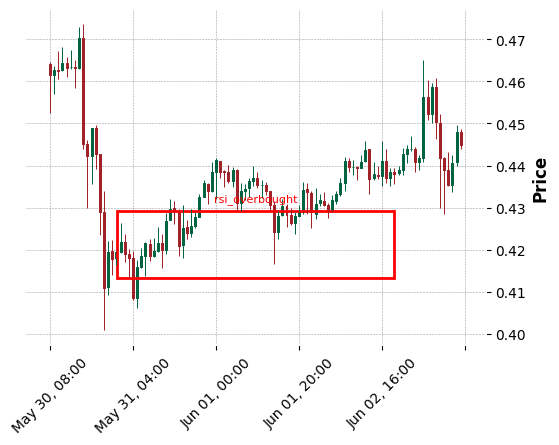 0.47
0.46
0.45
0.44
0.43
0.42
0.41
0.40
Price
rsi_overbought
May 30, 08:00
May 31, 04:00
Jun 01, 00:00
Jun 01, 20:00
Jun 02, 16:00